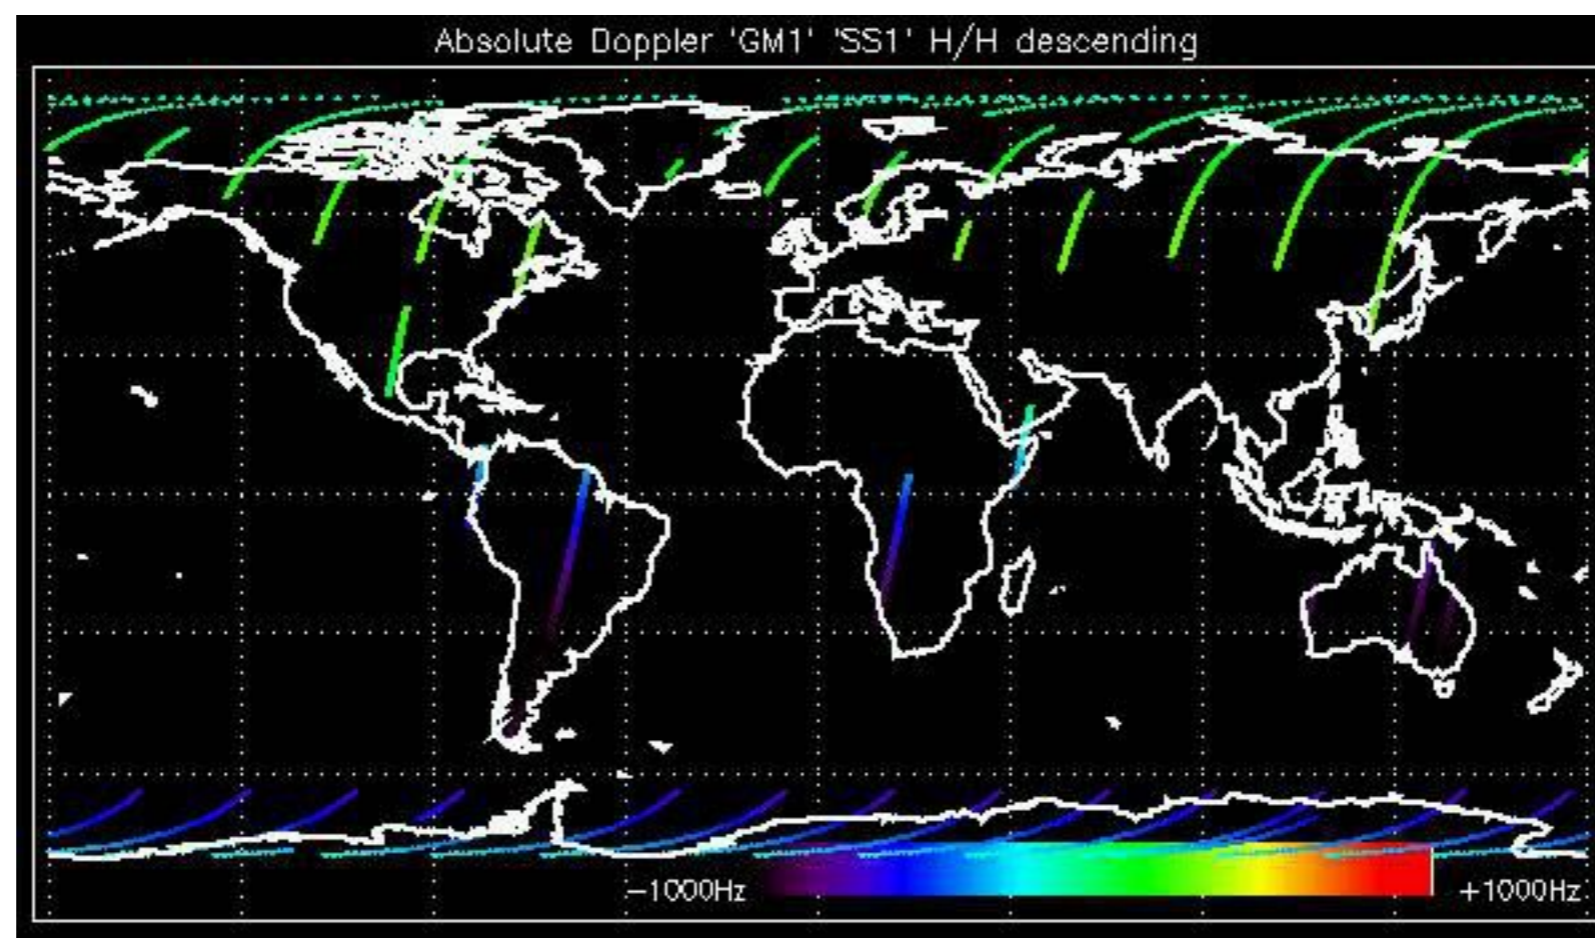 Absolute Doppler 'GM1' 'SS1' H/H descending
−1000Hz +1000Hz